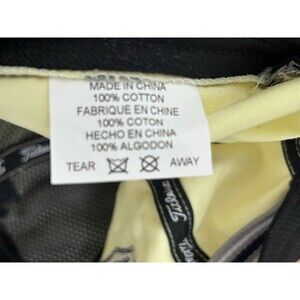 MADE IN CHINA
100% COTTON
FABRIQUE EN CHINE
100% COTON
HECHO EN CHINA
100% ALGODON
TEAR AWAY